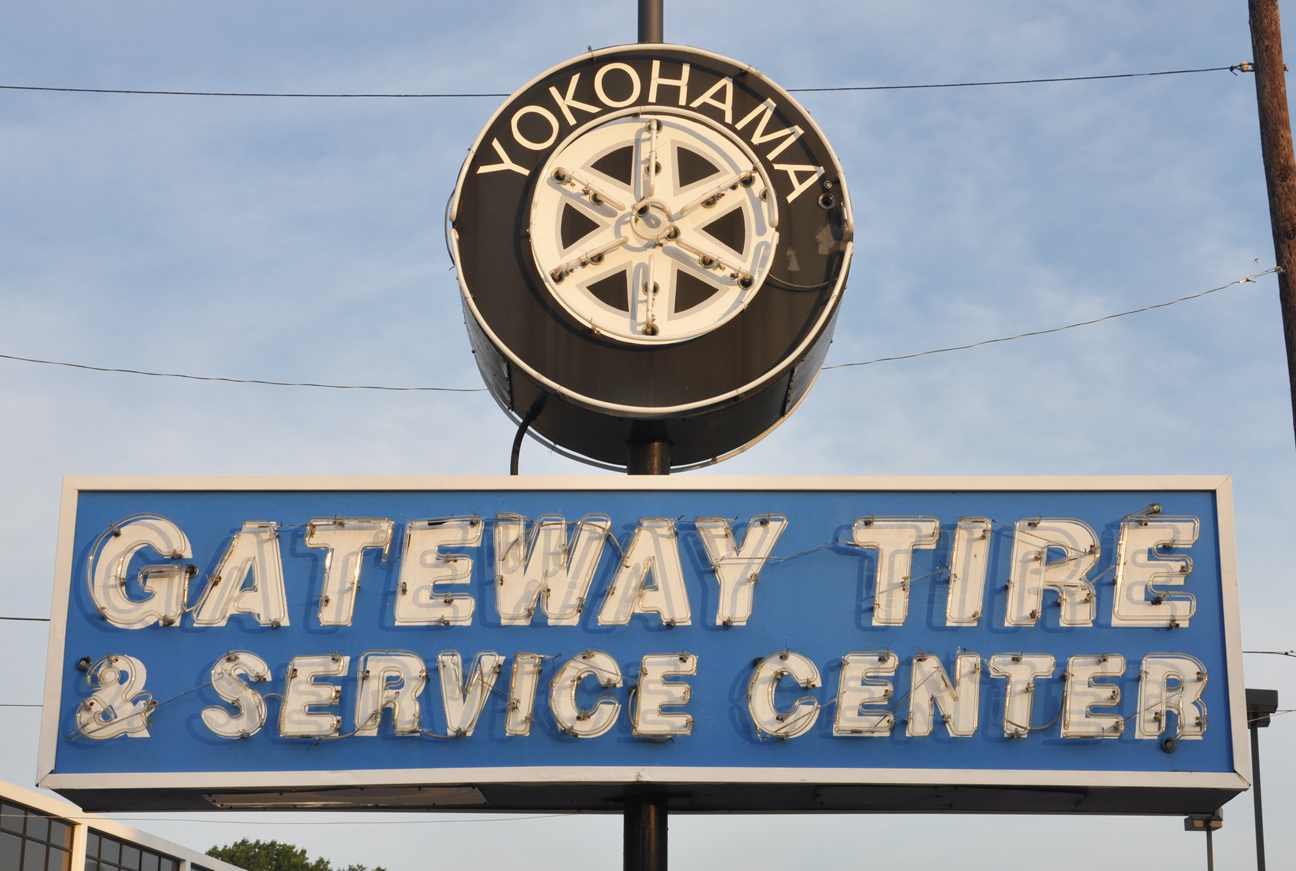 YOKOHAMA
GATEWAY TIRE
& SERVICE CENTER